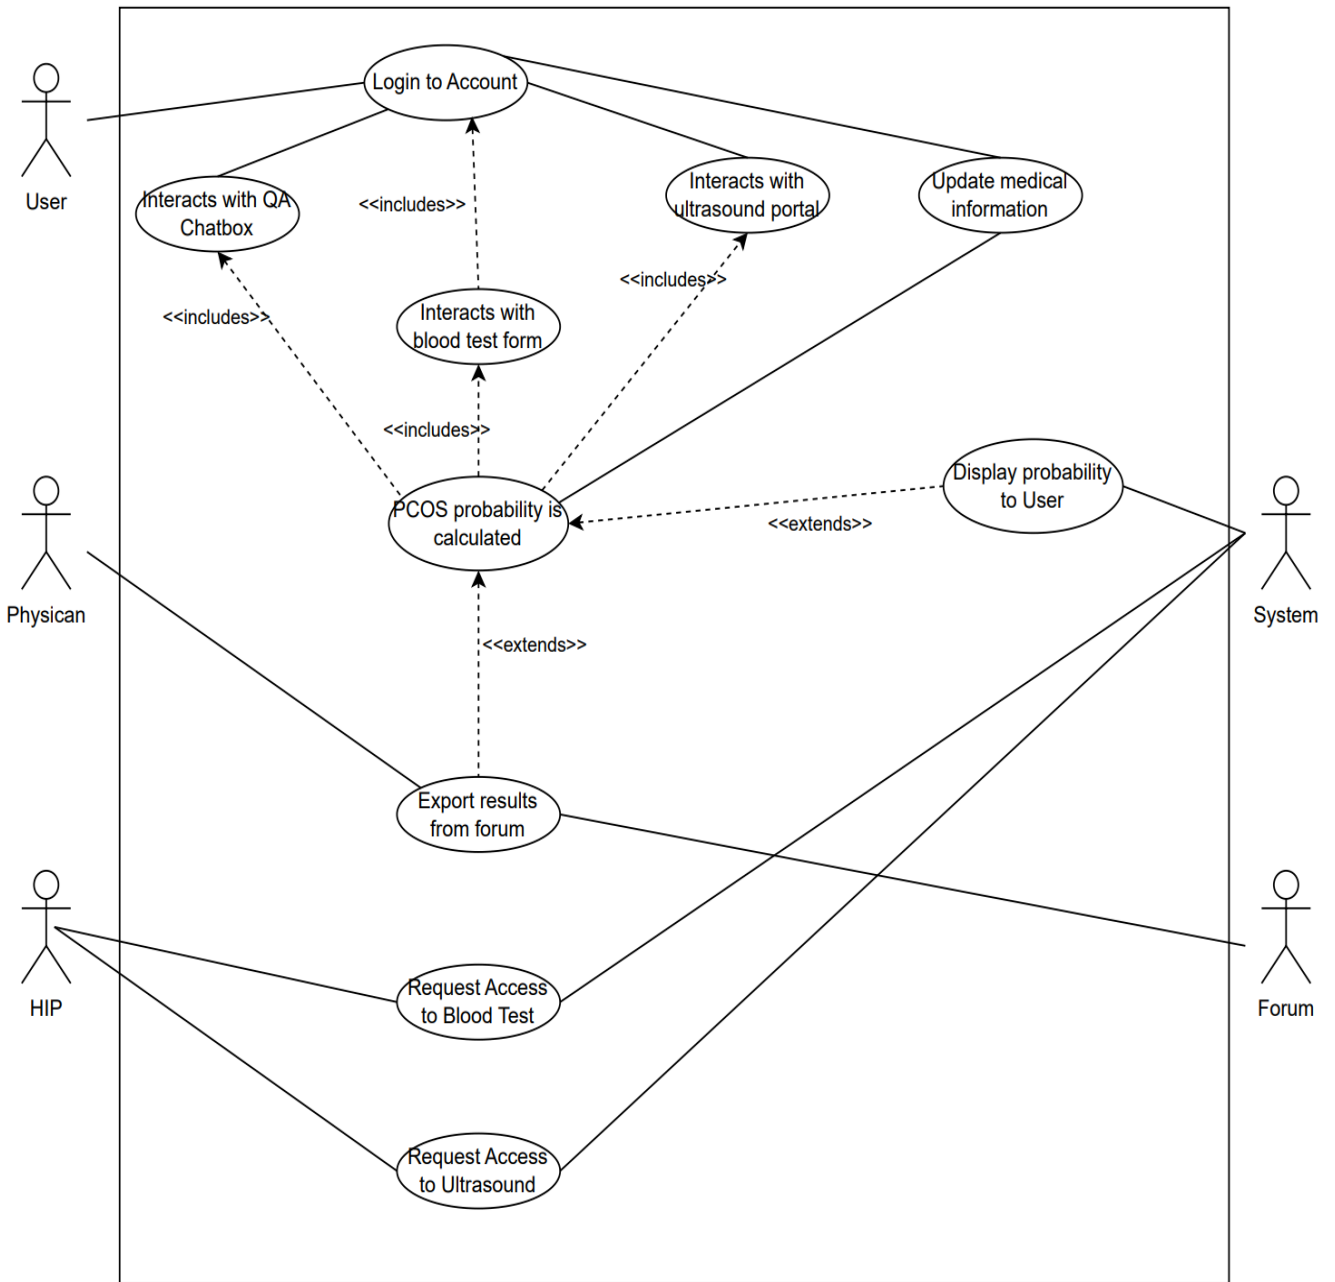 Login to Account
User
Interacts with QA
Chatbox
<<includes>>
Interacts with
ultrasound portal
Update medical
information
<<includes>>
<<includes>>
Interacts with
blood test form
<<includes>>
Display probability
to User
PCOS probability is
calculated
<<extends>>
Physican
System
<<extends>>
Export results
from forum
HIP
Request Access
to Blood Test
Forum
Request Access
to Ultrasound